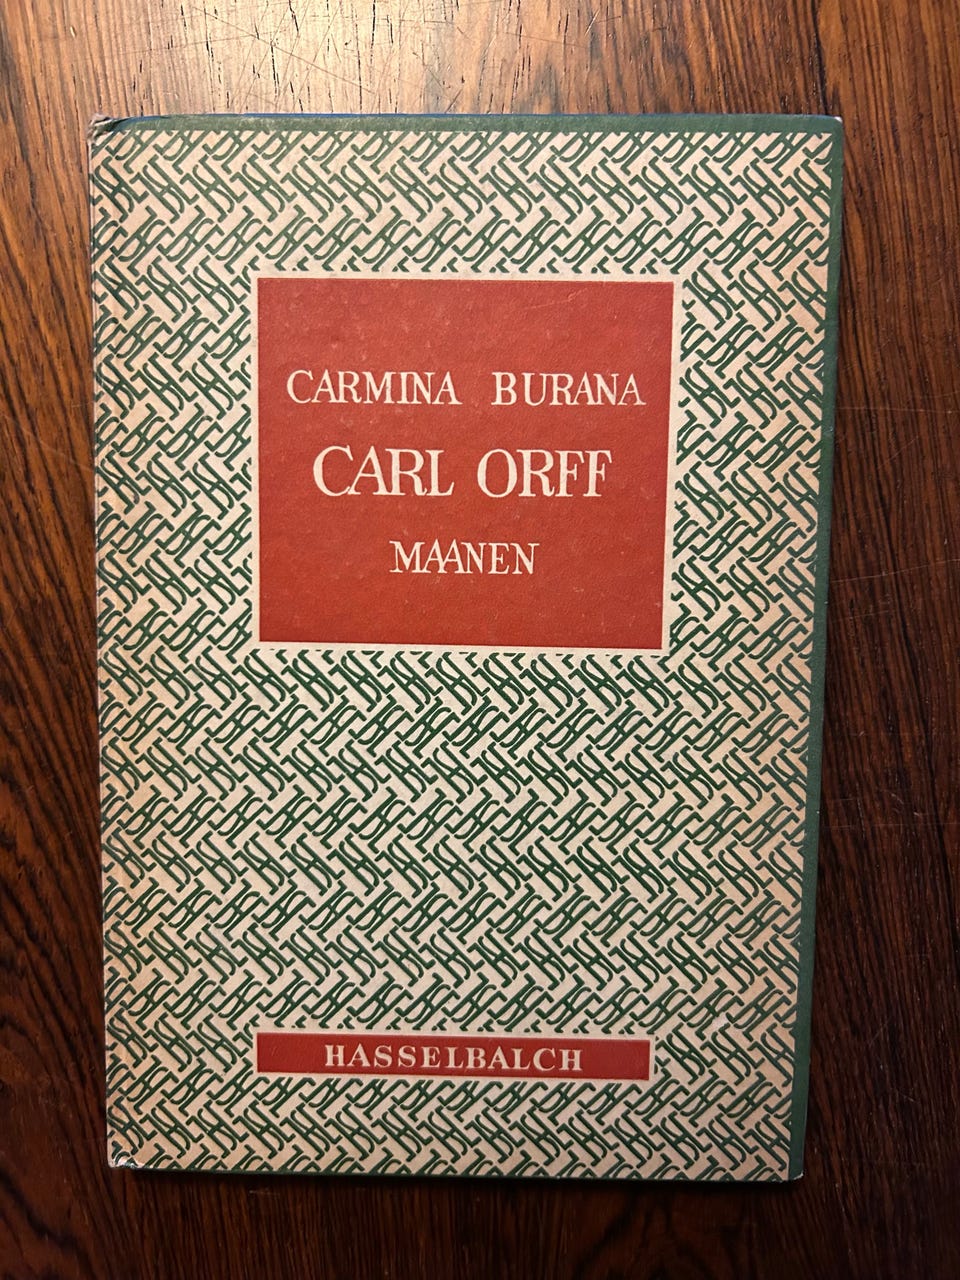 CARMINA BURANA
CARL ORFF
MAANEN
HASSELBALCH